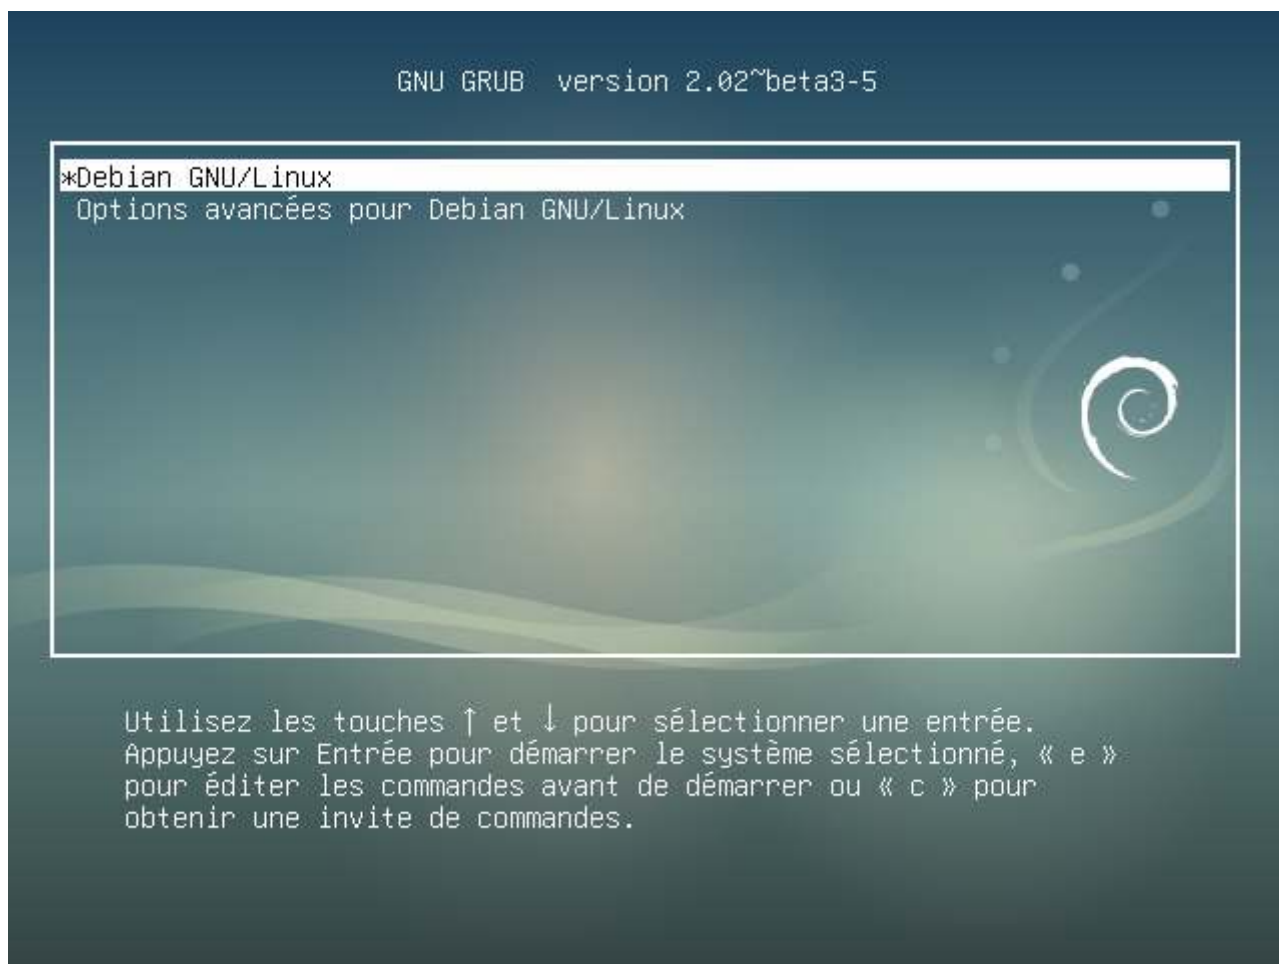 GNU GRUB  version 2.02~beta3-5
*Debian GNU/Linux
Options avancées pour Debian GNU/Linux
Utilisez les touches ↑ et ↓ pour sélectionner une entrée.
Appuyez sur Entrée pour démarrer le système sélectionné, « e »
pour éditer les commandes avant de démarrer ou « c » pour
obtenir une invite de commandes.